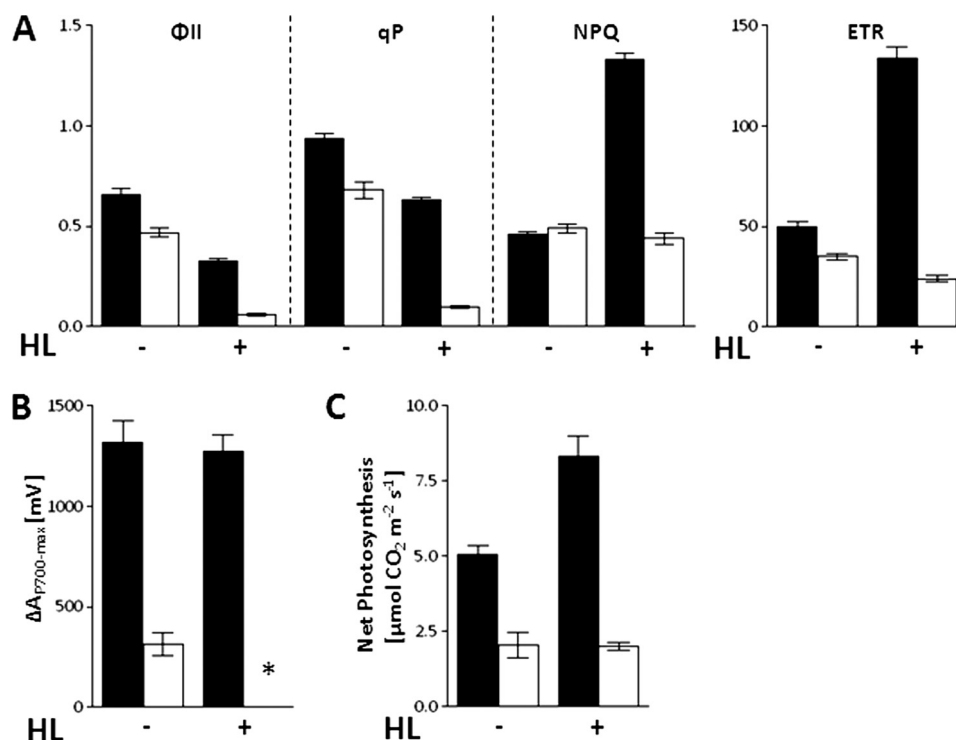 A
ΦII qP NPQ ETR
1.5
1.0
0.5
0.0
150
100
50
0
HL - + - + - + HL - +
B
ΔAP700-max [mV]
1500
1000
500
0
*
HL - +
C
Net Photosynthesis
[μmol CO2 m-2 s-1]
10.0
7.5
5.0
2.5
0
HL - +